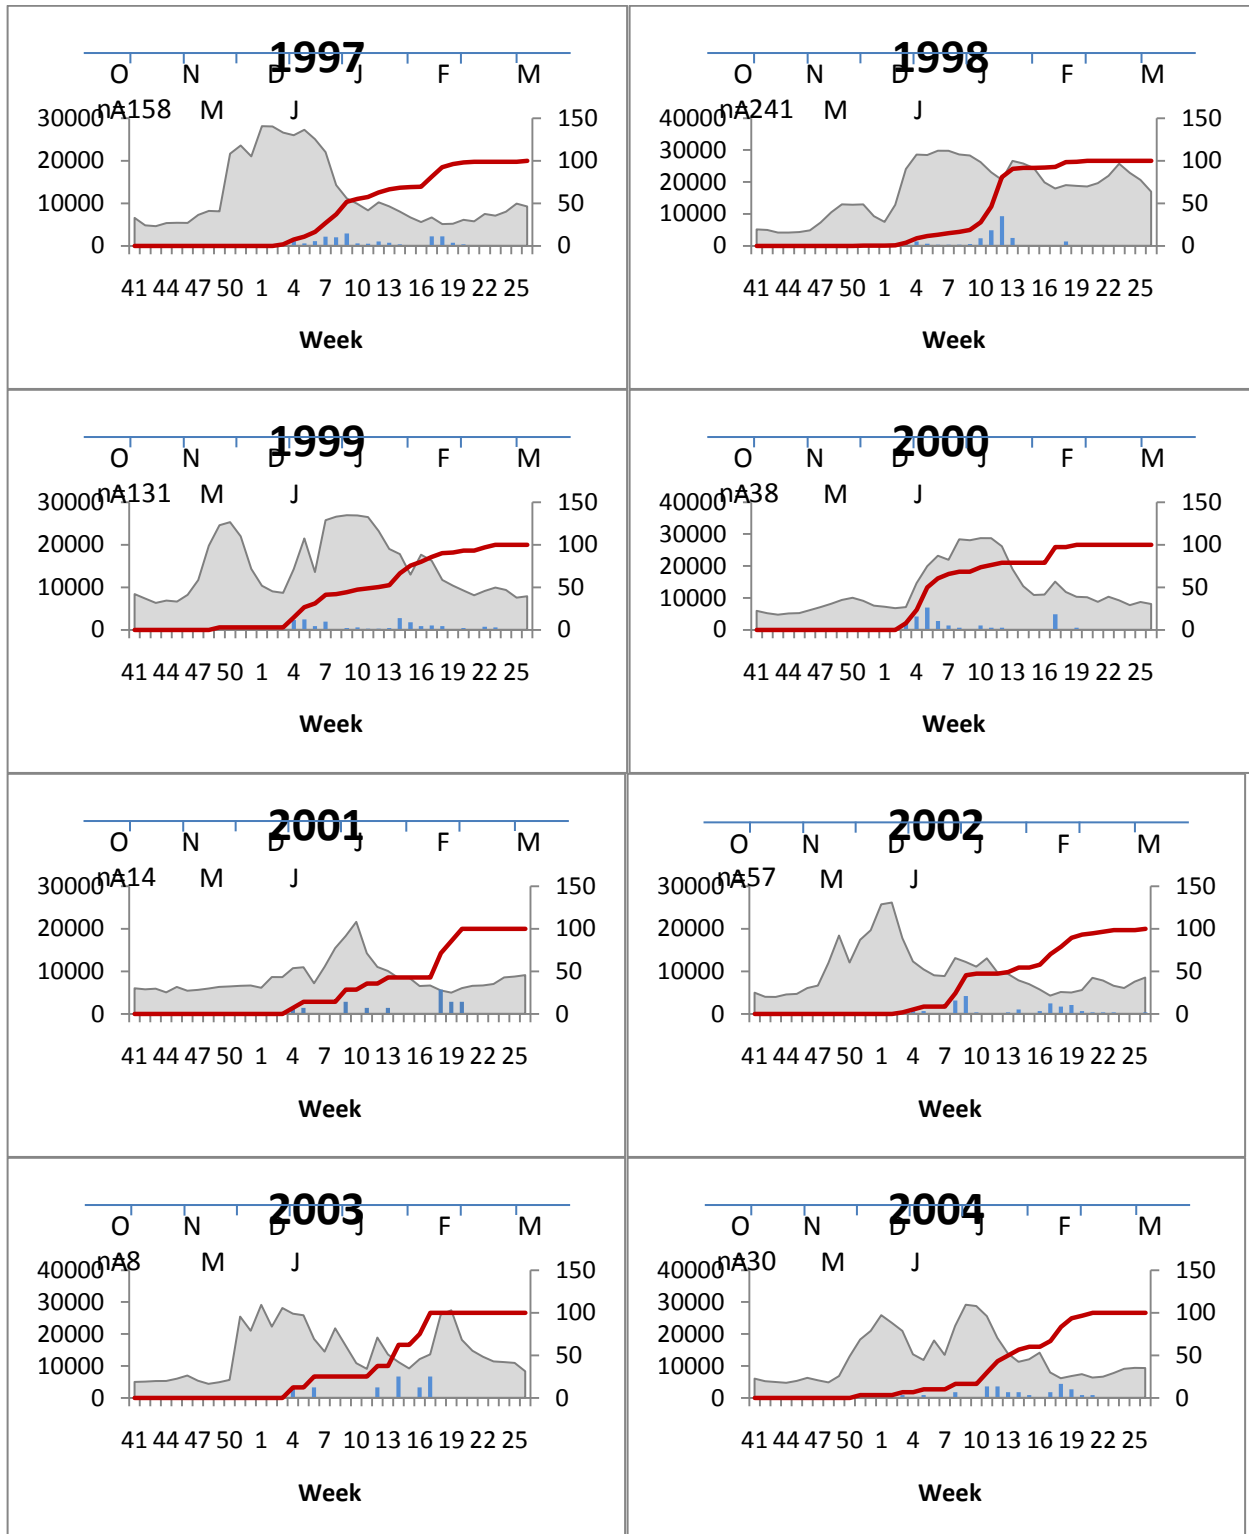 1997
O N D J F M
n=158 A M J
30000 20000 10000 0
150 100 50 0
41 44 47 50 1 4 7 10 13 16 19 22 25
Week
1998
O N D J F M
n=241 A M J
40000 30000 20000 10000 0
150 100 50 0
41 44 47 50 1 4 7 10 13 16 19 22 25
Week
1999
O N D J F M
n=131 A M J
30000 20000 10000 0
150 100 50 0
41 44 47 50 1 4 7 10 13 16 19 22 25
Week
2000
O N D J F M
n=38 A M J
40000 30000 20000 10000 0
150 100 50 0
41 44 47 50 1 4 7 10 13 16 19 22 25
Week
2001
O N D J F M
n=14 A M J
30000 20000 10000 0
150 100 50 0
41 44 47 50 1 4 7 10 13 16 19 22 25
Week
2002
O N D J F M
n=57 A M J
30000 20000 10000 0
150 100 50 0
41 44 47 50 1 4 7 10 13 16 19 22 25
Week
2003
O N D J F M
n=8 A M J
40000 30000 20000 10000 0
150 100 50 0
41 44 47 50 1 4 7 10 13 16 19 22 25
Week
2004
O N D J F M
n=30 A M J
40000 30000 20000 10000 0
150 100 50 0
41 44 47 50 1 4 7 10 13 16 19 22 25
Week